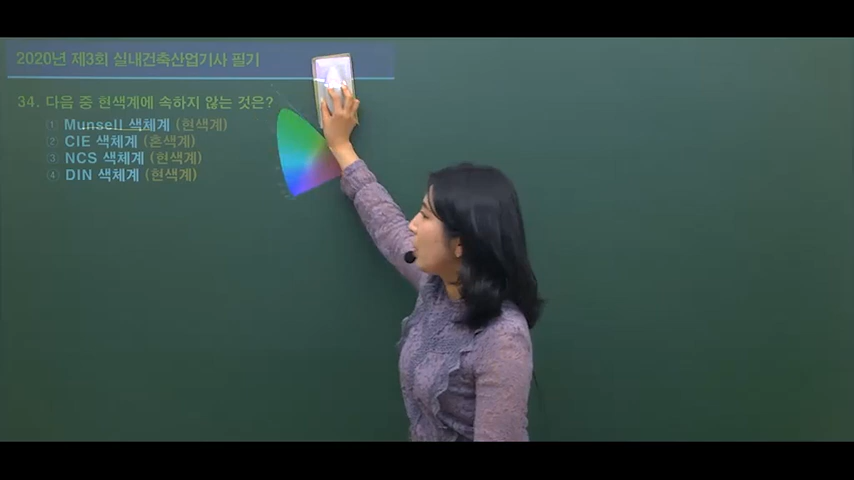 2020년 제3회 실내건축산업기사 필기
34. 다음 중 현색계에 속하지 않는 것은?
① Munsell 색체계 (현색계)
② CIE 색체계 (혼색계)
③ NCS 색체계 (현색계)
④ DIN 색체계 (현색계)